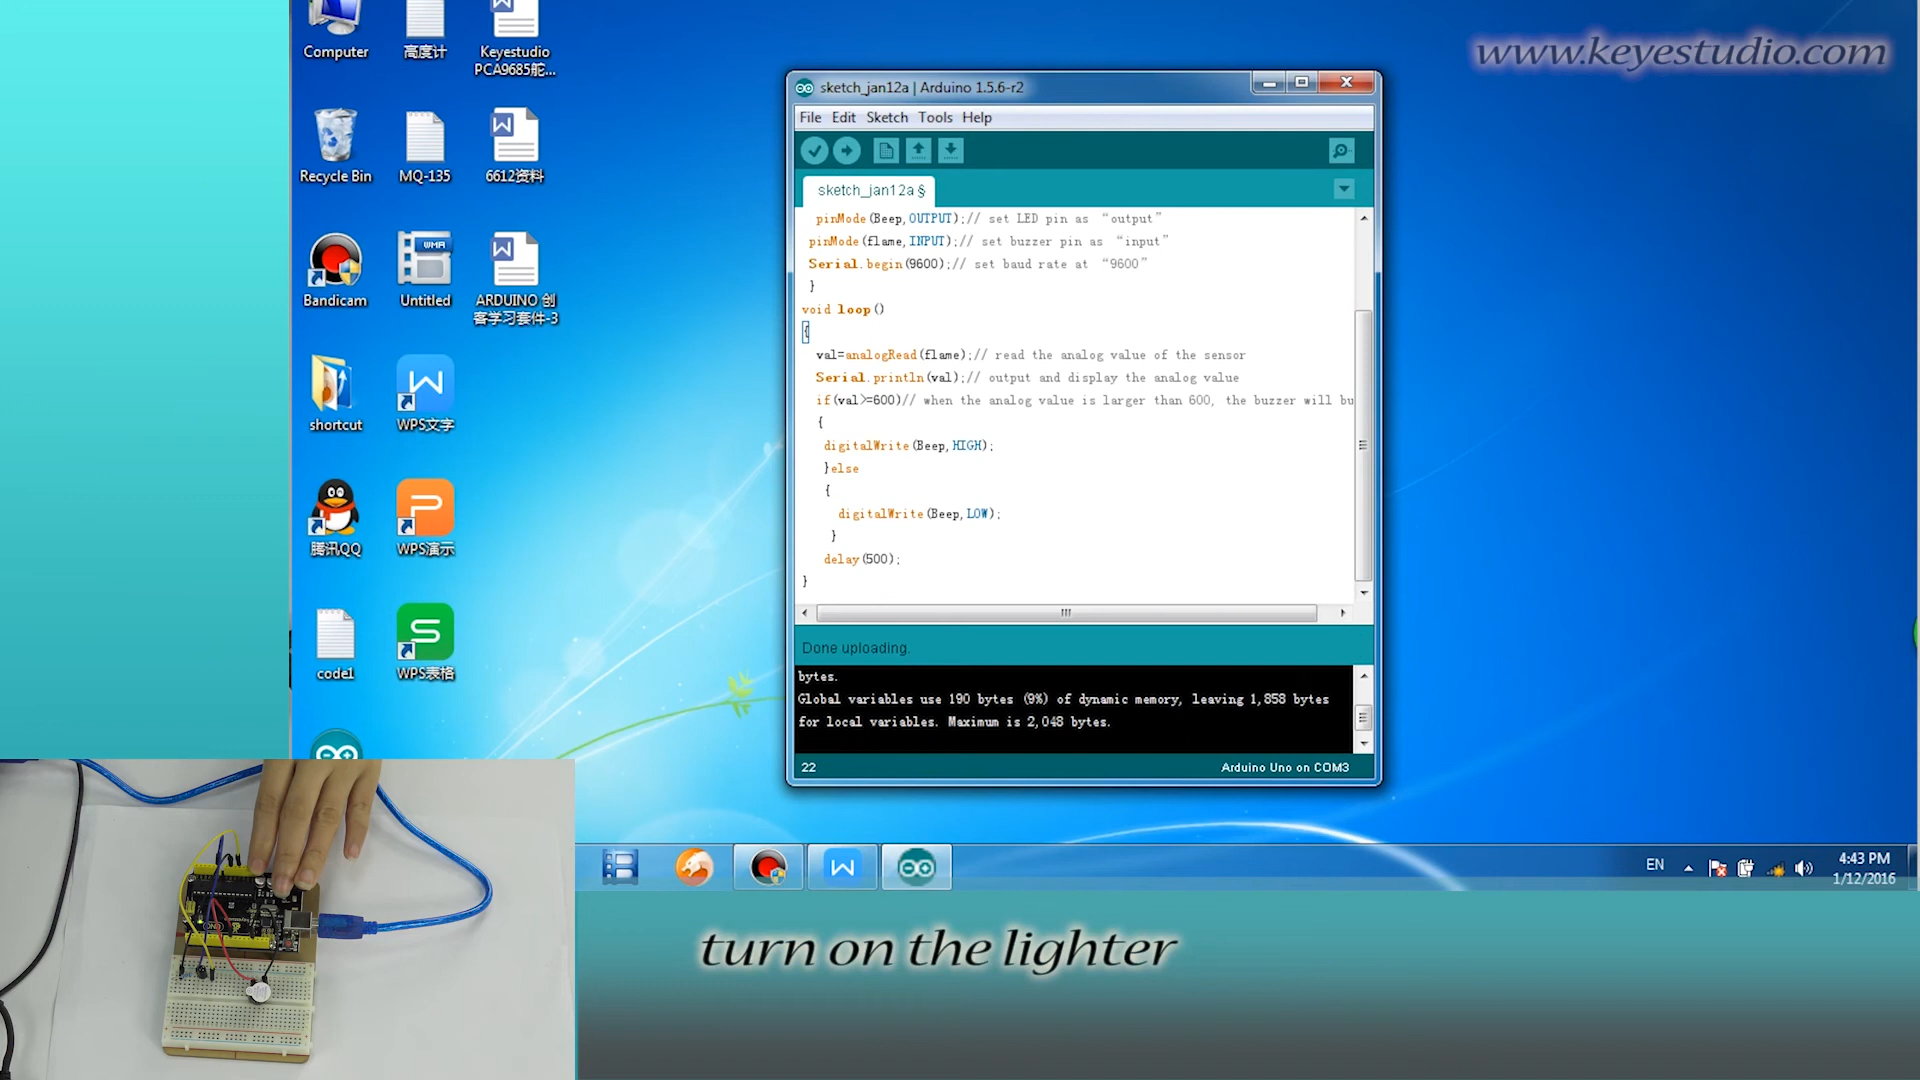 www.keyestudio.com
Computer
高度计
Keyestudio
PCA9685舵...
Recycle Bin
MQ-135
6612资料
Bandicam
Untitled
ARDUINO 创
客学习套件-3
shortcut
WPS文字
腾讯QQ
WPS演示
code1
WPS表格
sketch_jan12a | Arduino 1.5.6-r2
File Edit Sketch Tools Help
sketch_jan12a §
pinMode(Beep,OUTPUT);// set LED pin as “output”
pinMode(flame,INPUT);// set buzzer pin as “input”
Serial.begin(9600);// set baud rate at “9600”
}
void loop()
{
val=analogRead(flame);// read the analog value of the sensor
Serial.println(val);// output and display the analog value
if(val>=600)// when the analog value is larger than 600, the buzzer will bu
{
digitalWrite(Beep,HIGH);
}else
{
digitalWrite(Beep,LOW);
}
delay(500);
}
Done uploading.
bytes.
Global variables use 190 bytes (9%) of dynamic memory, leaving 1,858 bytes
for local variables. Maximum is 2,048 bytes.
22
Arduino Uno on COM3
EN
4:43 PM
1/12/2016
turn on the lighter